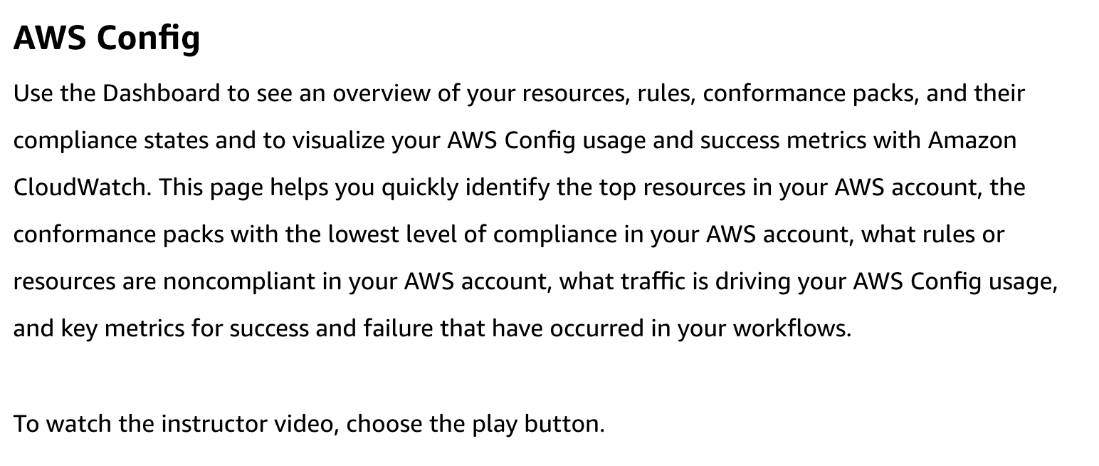 AWS Config
Use the Dashboard to see an overview of your resources, rules, conformance packs, and their
compliance states and to visualize your AWS Config usage and success metrics with Amazon
CloudWatch. This page helps you quickly identify the top resources in your AWS account, the
conformance packs with the lowest level of compliance in your AWS account, what rules or
resources are noncompliant in your AWS account, what traffic is driving your AWS Config usage,
and key metrics for success and failure that have occurred in your workflows.
To watch the instructor video, choose the play button.